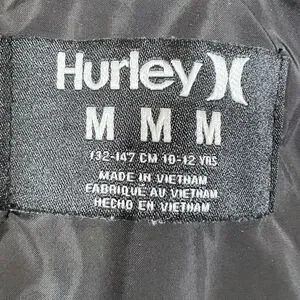 Hurley
M M M
132-147 CM 10-12 YRS
MADE IN VIETNAM
FABRIQUÉ AU VIETNAM
HECHO EN VIETNAM